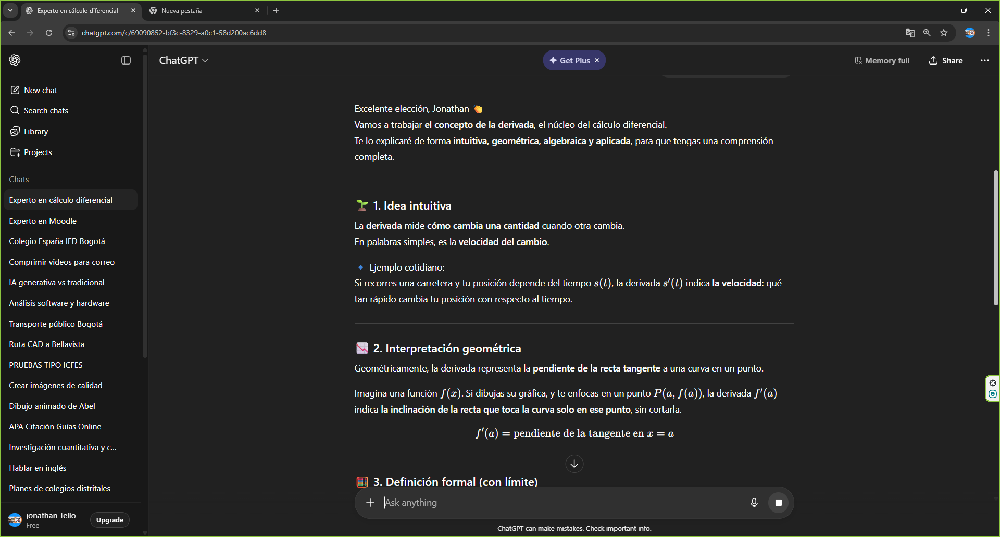 Experto en cálculo diferencial
Nueva pestaña
chatgpt.com/c/69090852-bf3c-8329-a0c1-58d200ac6dd8
ChatGPT
Get Plus
Memory full
Share
New chat
Search chats
Library
Projects
Chats
Experto en cálculo diferencial
Experto en Moodle
Colegio España IED Bogotá
Comprimir videos para correo
IA generativa vs tradicional
Análisis software y hardware
Transporte público Bogotá
Ruta CAD a Bellavista
PRUEBAS TIPO ICFES
Crear imágenes de calidad
Dibujo animado de Abel
APA Citación Guías Online
Investigación cuantitativa y c...
Hablar en inglés
Planes de colegios distritales
jonathan Tello
Free
Upgrade
Excelente elección, Jonathan 👏
Vamos a trabajar el concepto de la derivada, el núcleo del cálculo diferencial.
Te lo explicaré de forma intuitiva, geométrica, algebraica y aplicada, para que tengas una comprensión
completa.
🌱 1. Idea intuitiva
La derivada mide cómo cambia una cantidad cuando otra cambia.
En palabras simples, es la velocidad del cambio.
🔹 Ejemplo cotidiano:
Si recorres una carretera y tu posición depende del tiempo s(t), la derivada s′(t) indica la velocidad: qué
tan rápido cambia tu posición con respecto al tiempo.
📉 2. Interpretación geométrica
Geométricamente, la derivada representa la pendiente de la recta tangente a una curva en un punto.
Imagina una función f(x). Si dibujas su gráfica, y te enfocas en un punto P(a, f(a)), la derivada f′(a)
indica la inclinación de la recta que toca la curva solo en ese punto, sin cortarla.
f′(a) = pendiente de la tangente en x = a
🧮 3. Definición formal (con límite)
Ask anything
ChatGPT can make mistakes. Check important info.